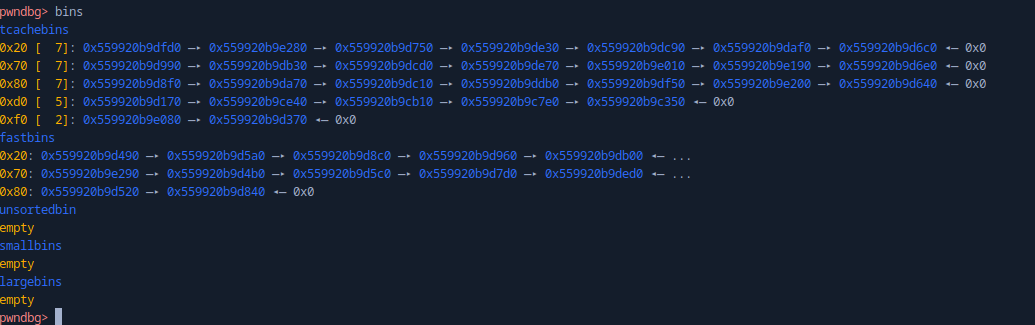 pwndbg> bins
tcachebins
0x20 [  7]: 0x559920b9dfd0 —▸ 0x559920b9e280 —▸ 0x559920b9d750 —▸ 0x559920b9de30 —▸ 0x559920b9dc90 —▸ 0x559920b9daf0 —▸ 0x559920b9d6c0 ◂— 0x0
0x70 [  7]: 0x559920b9d990 —▸ 0x559920b9db30 —▸ 0x559920b9dcd0 —▸ 0x559920b9de70 —▸ 0x559920b9e010 —▸ 0x559920b9e190 —▸ 0x559920b9d6e0 ◂— 0x0
0x80 [  7]: 0x559920b9d8f0 —▸ 0x559920b9da70 —▸ 0x559920b9dc10 —▸ 0x559920b9ddb0 —▸ 0x559920b9df50 —▸ 0x559920b9e200 —▸ 0x559920b9d640 ◂— 0x0
0xd0 [  5]: 0x559920b9d170 —▸ 0x559920b9ce40 —▸ 0x559920b9cb10 —▸ 0x559920b9c7e0 —▸ 0x559920b9c350 ◂— 0x0
0xf0 [  2]: 0x559920b9e080 —▸ 0x559920b9d370 ◂— 0x0
fastbins
0x20: 0x559920b9d490 —▸ 0x559920b9d5a0 —▸ 0x559920b9d8c0 —▸ 0x559920b9d960 —▸ 0x559920b9db00 ◂— ...
0x70: 0x559920b9e290 —▸ 0x559920b9d4b0 —▸ 0x559920b9d5c0 —▸ 0x559920b9d7d0 —▸ 0x559920b9ded0 ◂— ...
0x80: 0x559920b9d520 —▸ 0x559920b9d840 ◂— 0x0
unsortedbin
empty
smallbins
empty
largebins
empty
pwndbg>